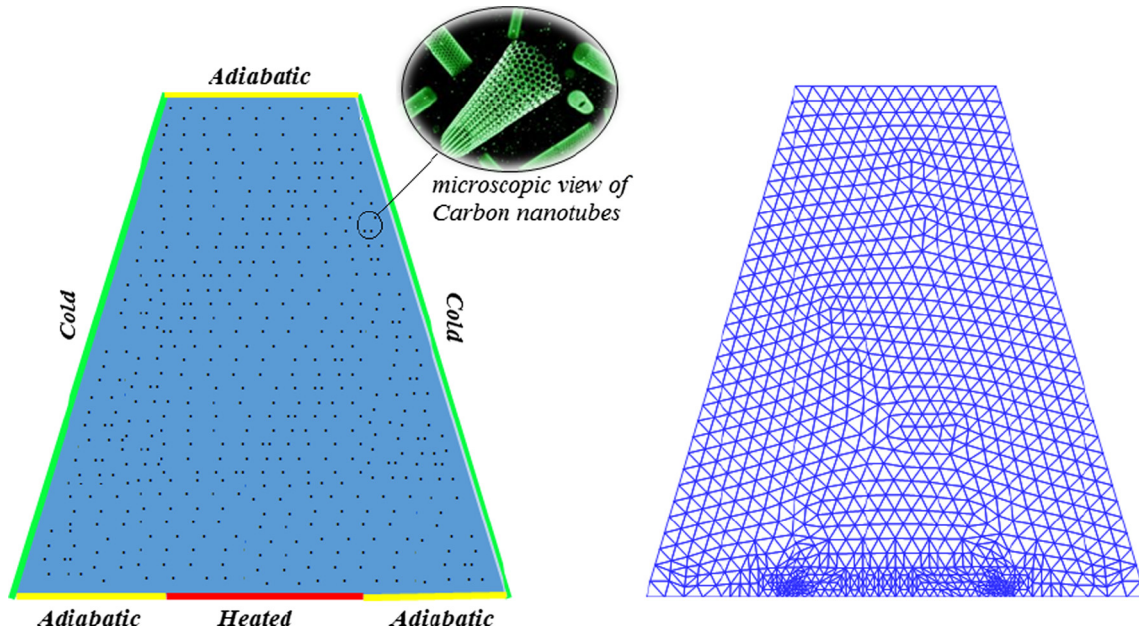 Adiabatic
microscopic view of
Carbon nanotubes
Cold
Cold
Adiabatic
Heated
Adiabatic